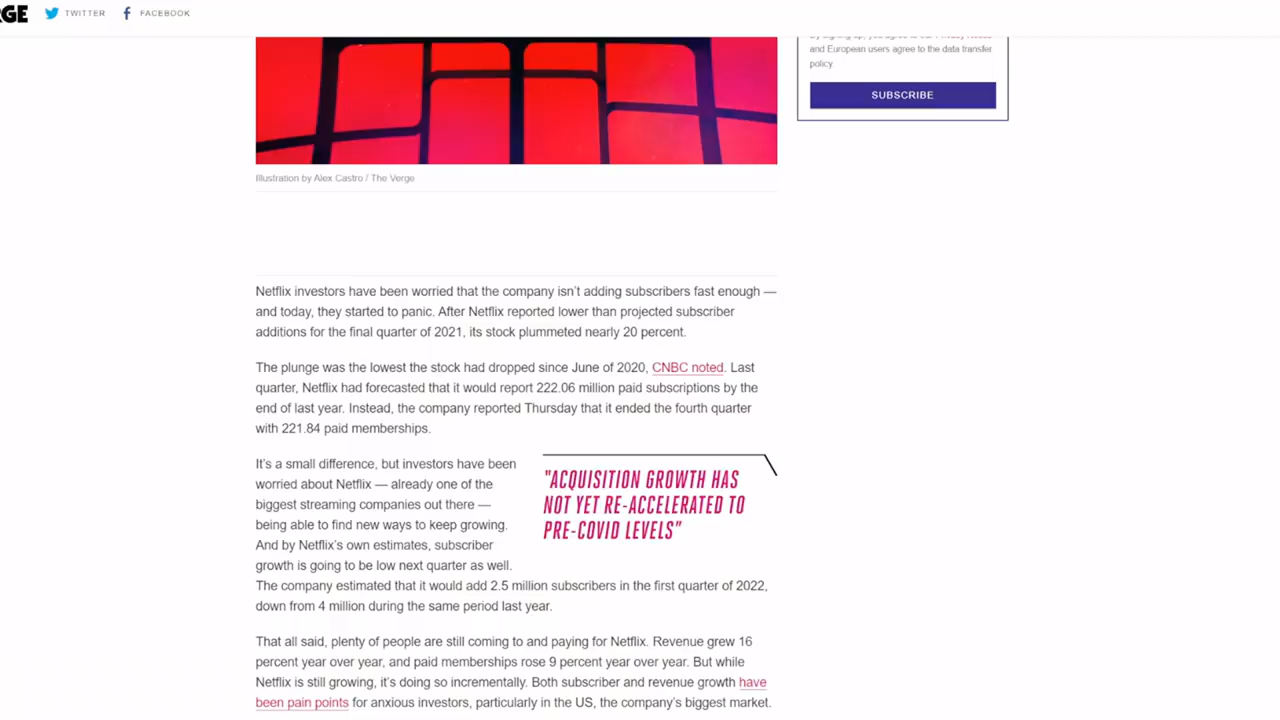 GE TWITTER FACEBOOK
and European users agree to the data transfer
policy.
SUBSCRIBE
Illustration by Alex Castro / The Verge
Netflix investors have been worried that the company isn’t adding subscribers fast enough —
and today, they started to panic. After Netflix reported lower than projected subscriber
additions for the final quarter of 2021, its stock plummeted nearly 20 percent.
The plunge was the lowest the stock had dropped since June of 2020, CNBC noted. Last
quarter, Netflix had forecasted that it would report 222.06 million paid subscriptions by the
end of last year. Instead, the company reported Thursday that it ended the fourth quarter
with 221.84 paid memberships.
It’s a small difference, but investors have been
worried about Netflix — already one of the
biggest streaming companies out there —
being able to find new ways to keep growing.
And by Netflix’s own estimates, subscriber
growth is going to be low next quarter as well.
The company estimated that it would add 2.5 million subscribers in the first quarter of 2022,
down from 4 million during the same period last year.
"ACQUISITION GROWTH HAS
NOT YET RE-ACCELERATED TO
PRE-COVID LEVELS”
That all said, plenty of people are still coming to and paying for Netflix. Revenue grew 16
percent year over year, and paid memberships rose 9 percent year over year. But while
Netflix is still growing, it’s doing so incrementally. Both subscriber and revenue growth have
been pain points for anxious investors, particularly in the US, the company’s biggest market.